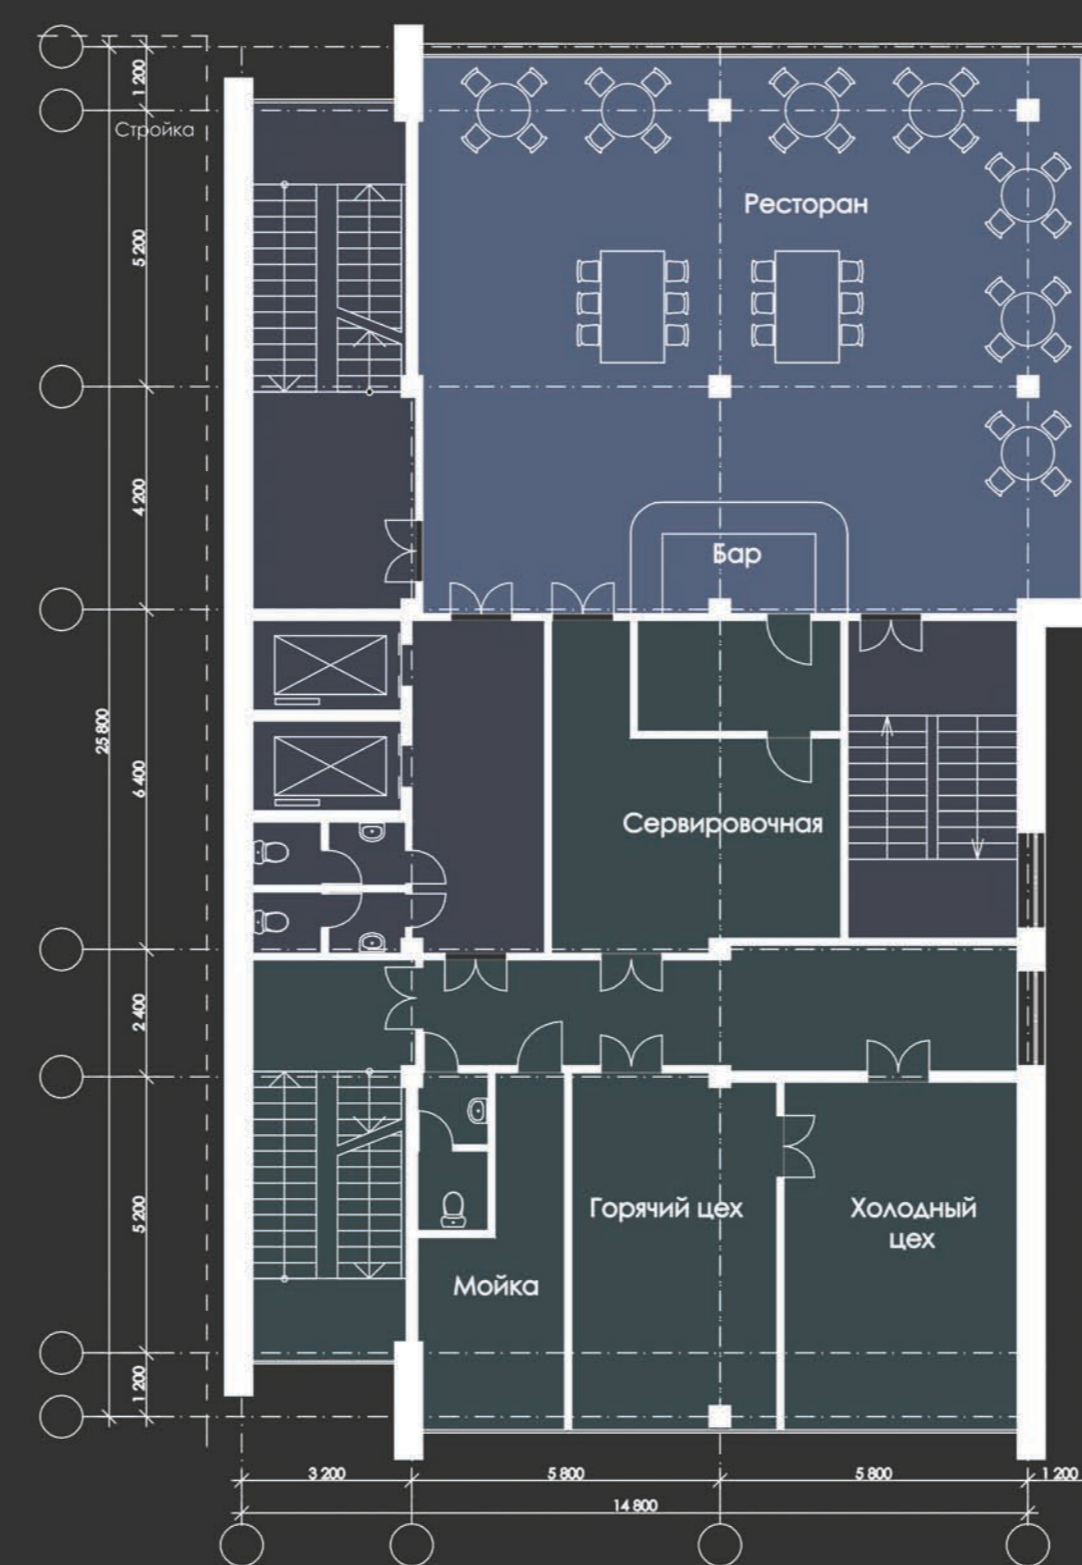 1 200
Стройка
5 200
Ресторан
4 200
Бар
25 800
6 400
Сервировочная
2 400
5 200
Горячий цех
Холодный
цех
Мойка
1 200
3 200
5 800
5 800
1 200
14 800